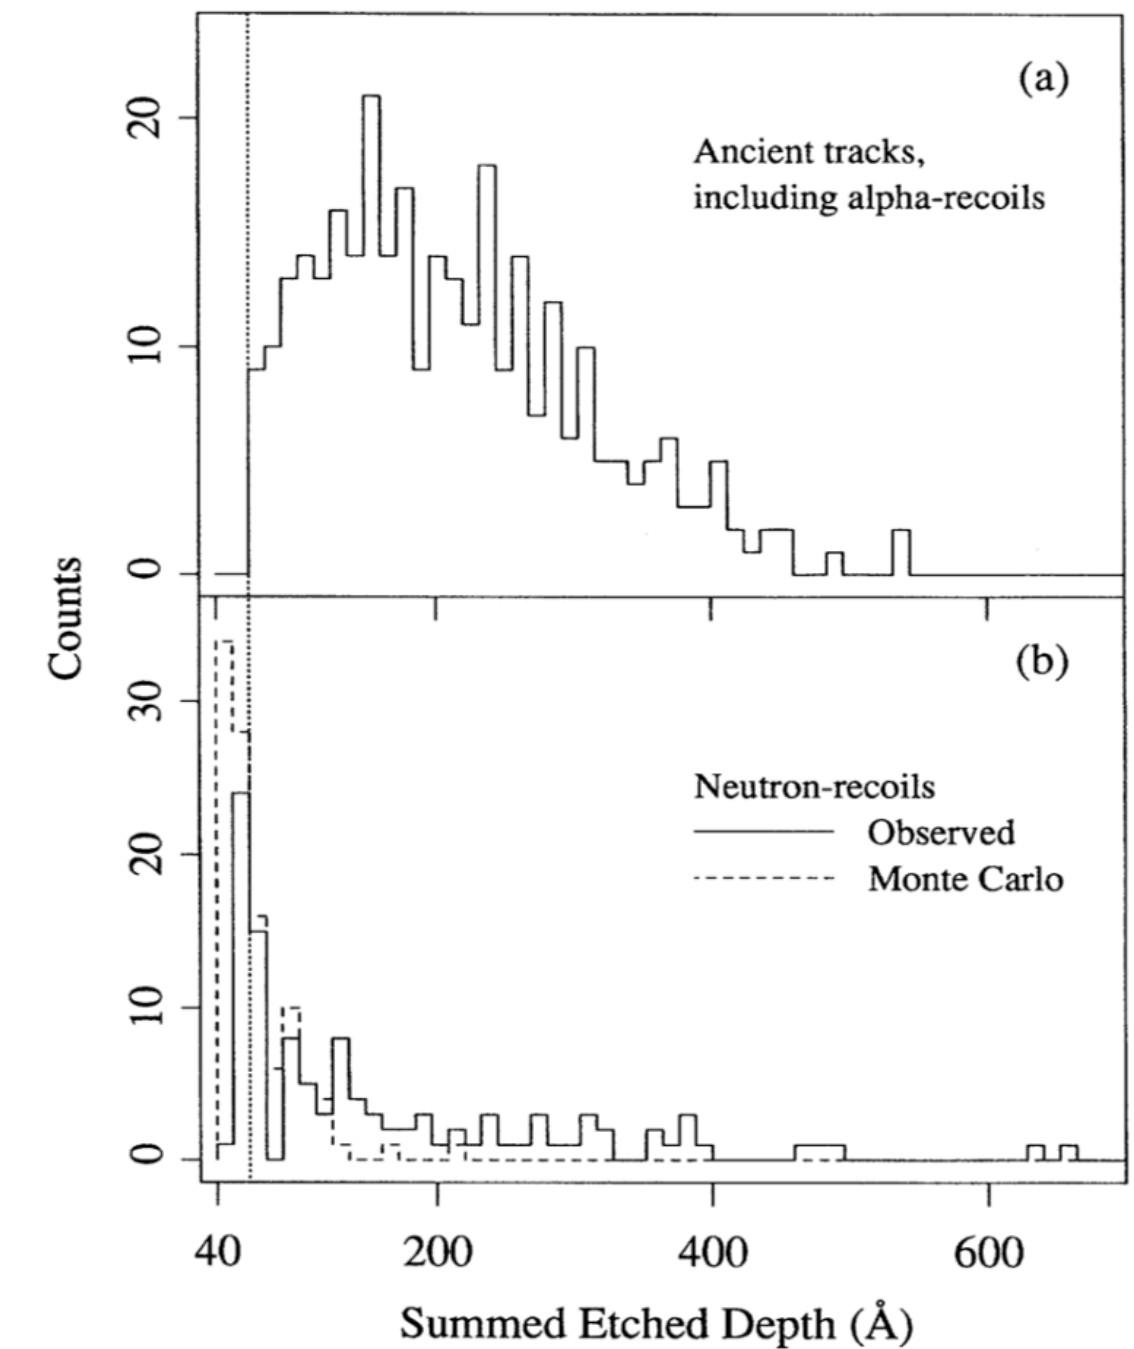 (a)
Ancient tracks,
including alpha-recoils
20
10
0
Counts
(b)
30
20
10
0
Neutron-recoils
Observed
Monte Carlo
40 200 400 600
Summed Etched Depth (Å)